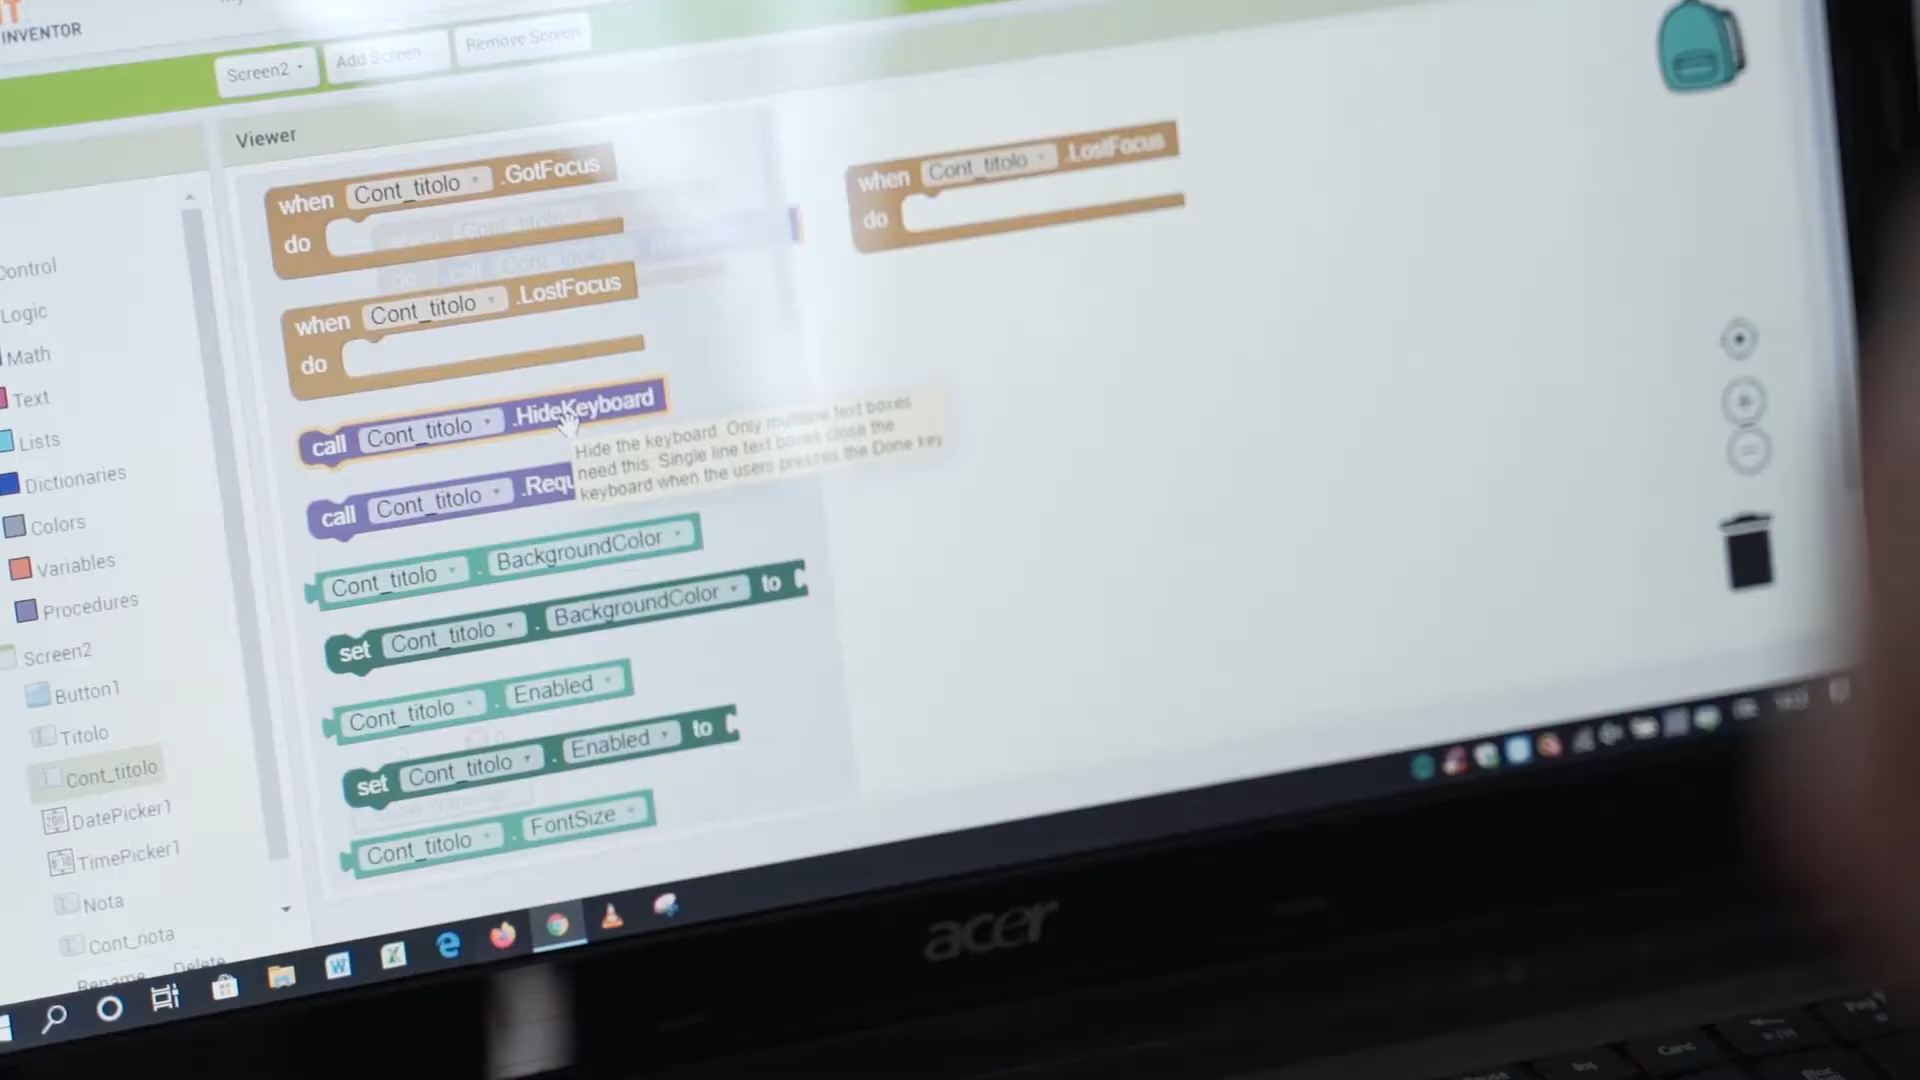 INVENTOR
Screen2
Add Screen
Remove Screen
Viewer
Control
Logic
Math
Text
Lists
Dictionaries
Colors
Variables
Procedures
Screen2
Button1
Titolo
Cont_titolo
DatePicker1
TimePicker1
Nota
Cont_nota
Rename Delete
when Cont_titolo .GotFocus
do
when Cont_titolo .LostFocus
do
call Cont_titolo .HideKeyboard
Hide the keyboard. Only multiline text boxes
need this. Single line text boxes close the
keyboard when the users presses the Done key
call Cont_titolo .Requ
Cont_titolo . BackgroundColor
set Cont_titolo . BackgroundColor to
Cont_titolo . Enabled
set Cont_titolo . Enabled to
Cont_titolo . FontSize
when Cont_titolo .LostFocus
do
acer
Canc
Ins